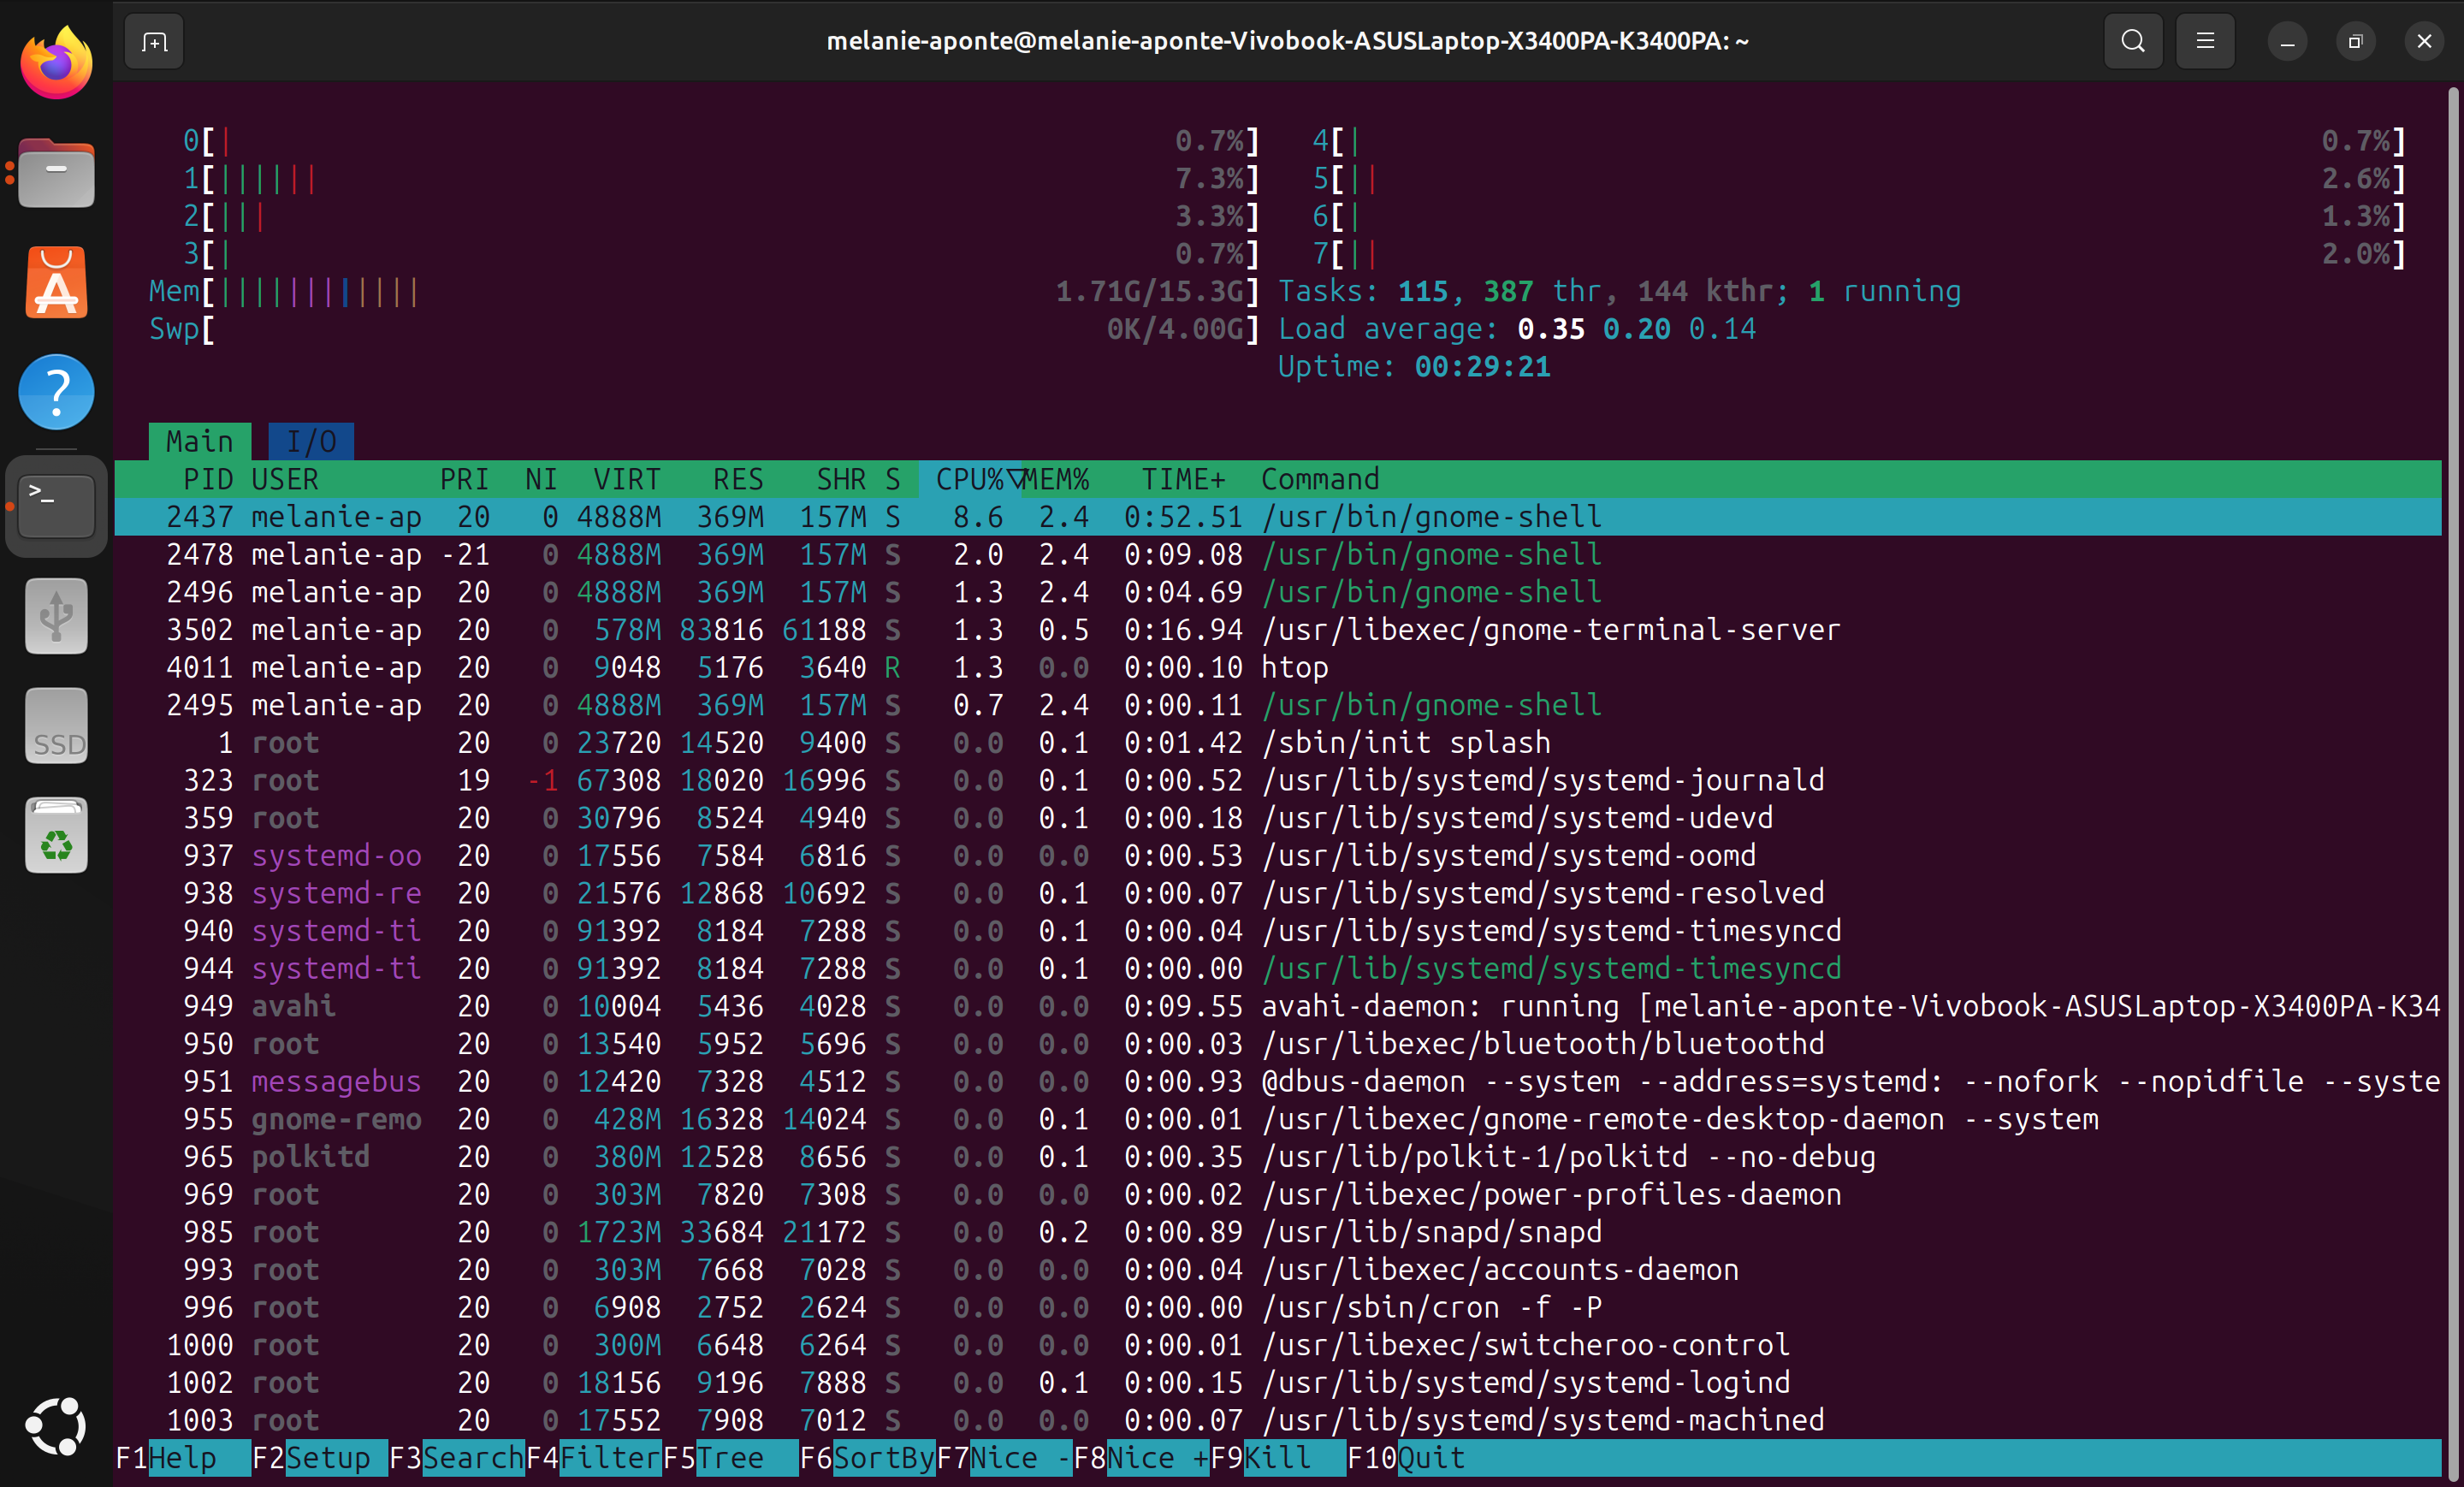 melanie-aponte@melanie-aponte-Vivobook-ASUSLaptop-X3400PA-K3400PA: ~
0[| 0.7%] 4[| 0.7%]
1[|||||| 7.3%] 5[|| 2.6%]
2[||| 3.3%] 6[| 1.3%]
3[| 0.7%] 7[|| 2.0%]
Mem[|||||||||||| 1.71G/15.3G] Tasks: 115, 387 thr, 144 kthr; 1 running
Swp[ 0K/4.00G] Load average: 0.35 0.20 0.14
Uptime: 00:29:21
Main I/O
PID USER PRI NI VIRT RES SHR S CPU%▽MEM% TIME+ Command
2437 melanie-ap 20 0 4888M 369M 157M S 8.6 2.4 0:52.51 /usr/bin/gnome-shell
2478 melanie-ap -21 0 4888M 369M 157M S 2.0 2.4 0:09.08 /usr/bin/gnome-shell
2496 melanie-ap 20 0 4888M 369M 157M S 1.3 2.4 0:04.69 /usr/bin/gnome-shell
3502 melanie-ap 20 0 578M 83816 61188 S 1.3 0.5 0:16.94 /usr/libexec/gnome-terminal-server
4011 melanie-ap 20 0 9048 5176 3640 R 1.3 0.0 0:00.10 htop
2495 melanie-ap 20 0 4888M 369M 157M S 0.7 2.4 0:00.11 /usr/bin/gnome-shell
1 root 20 0 23720 14520 9400 S 0.0 0.1 0:01.42 /sbin/init splash
323 root 19 -1 67308 18020 16996 S 0.0 0.1 0:00.52 /usr/lib/systemd/systemd-journald
359 root 20 0 30796 8524 4940 S 0.0 0.1 0:00.18 /usr/lib/systemd/systemd-udevd
937 systemd-oo 20 0 17556 7584 6816 S 0.0 0.0 0:00.53 /usr/lib/systemd/systemd-oomd
938 systemd-re 20 0 21576 12868 10692 S 0.0 0.1 0:00.07 /usr/lib/systemd/systemd-resolved
940 systemd-ti 20 0 91392 8184 7288 S 0.0 0.1 0:00.04 /usr/lib/systemd/systemd-timesyncd
944 systemd-ti 20 0 91392 8184 7288 S 0.0 0.1 0:00.00 /usr/lib/systemd/systemd-timesyncd
949 avahi 20 0 10004 5436 4028 S 0.0 0.0 0:09.55 avahi-daemon: running [melanie-aponte-Vivobook-ASUSLaptop-X3400PA-K34
950 root 20 0 13540 5952 5696 S 0.0 0.0 0:00.03 /usr/libexec/bluetooth/bluetoothd
951 messagebus 20 0 12420 7328 4512 S 0.0 0.0 0:00.93 @dbus-daemon --system --address=systemd: --nofork --nopidfile --syste
955 gnome-remo 20 0 428M 16328 14024 S 0.0 0.1 0:00.01 /usr/libexec/gnome-remote-desktop-daemon --system
965 polkitd 20 0 380M 12528 8656 S 0.0 0.1 0:00.35 /usr/lib/polkit-1/polkitd --no-debug
969 root 20 0 303M 7820 7308 S 0.0 0.0 0:00.02 /usr/libexec/power-profiles-daemon
985 root 20 0 1723M 33684 21172 S 0.0 0.2 0:00.89 /usr/lib/snapd/snapd
993 root 20 0 303M 7668 7028 S 0.0 0.0 0:00.04 /usr/libexec/accounts-daemon
996 root 20 0 6908 2752 2624 S 0.0 0.0 0:00.00 /usr/sbin/cron -f -P
1000 root 20 0 300M 6648 6264 S 0.0 0.0 0:00.01 /usr/libexec/switcheroo-control
1002 root 20 0 18156 9196 7888 S 0.0 0.1 0:00.15 /usr/lib/systemd/systemd-logind
1003 root 20 0 17552 7908 7012 S 0.0 0.0 0:00.07 /usr/lib/systemd/systemd-machined
F1Help F2Setup F3SearchF4FilterF5Tree F6SortByF7Nice -F8Nice +F9Kill F10Quit
SSD